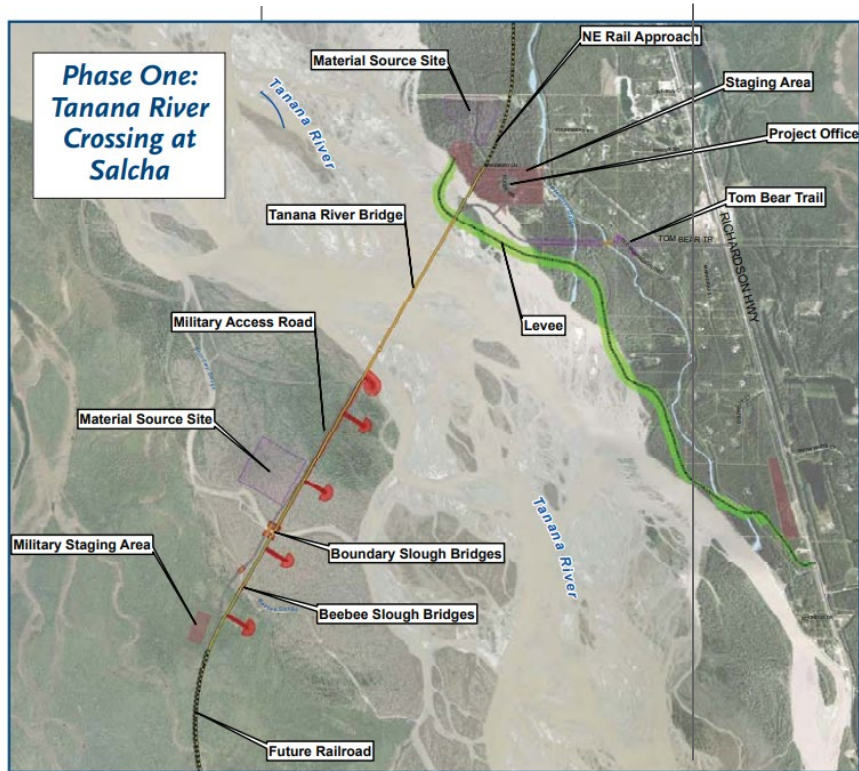 Phase One:
Tanana River
Crossing at
Salcha
Tanana River
Material Source Site
NE Rail Approach
Staging Area
Project Office
Tom Bear Trail
TOM BEAR TR
RICHARDSON HWY
Tanana River Bridge
Levee
Military Access Road
Material Source Site
Tanana River
Military Staging Area
Boundary Slough Bridges
Beebee Slough Bridges
Future Railroad